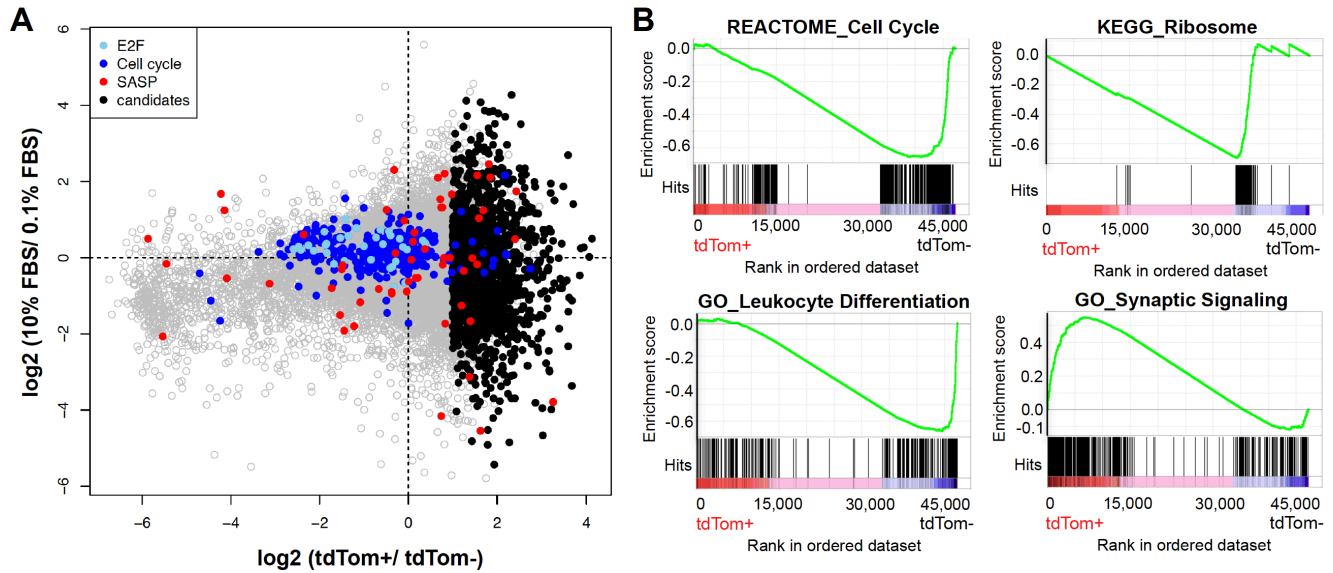 A
E2F
Cell cycle
SASP
candidates
6
4
2
0
−2
−4
−6
log2 (10% FBS/ 0.1% FBS)
−6
−4
−2
0
2
4
log2 (tdTom+/ tdTom-)
B
REACTOME_Cell Cycle
Enrichment score
0.0
-0.2
-0.4
-0.6
Hits
0
15,000
30,000
45,000
tdTom+
tdTom-
Rank in ordered dataset
KEGG_Ribosome
Enrichment score
0.0
-0.2
-0.4
-0.6
Hits
0
15,000
30,000
45,000
tdTom+
tdTom-
Rank in ordered dataset
GO_Leukocyte Differentiation
Enrichment score
0.0
-0.2
-0.4
-0.6
Hits
0
15,000
30,000
45,000
tdTom+
tdTom-
Rank in ordered dataset
GO_Synaptic Signaling
Enrichment score
0.4
0.2
0.0
-0.1
Hits
0
15,000
30,000
45,000
tdTom+
tdTom-
Rank in ordered dataset